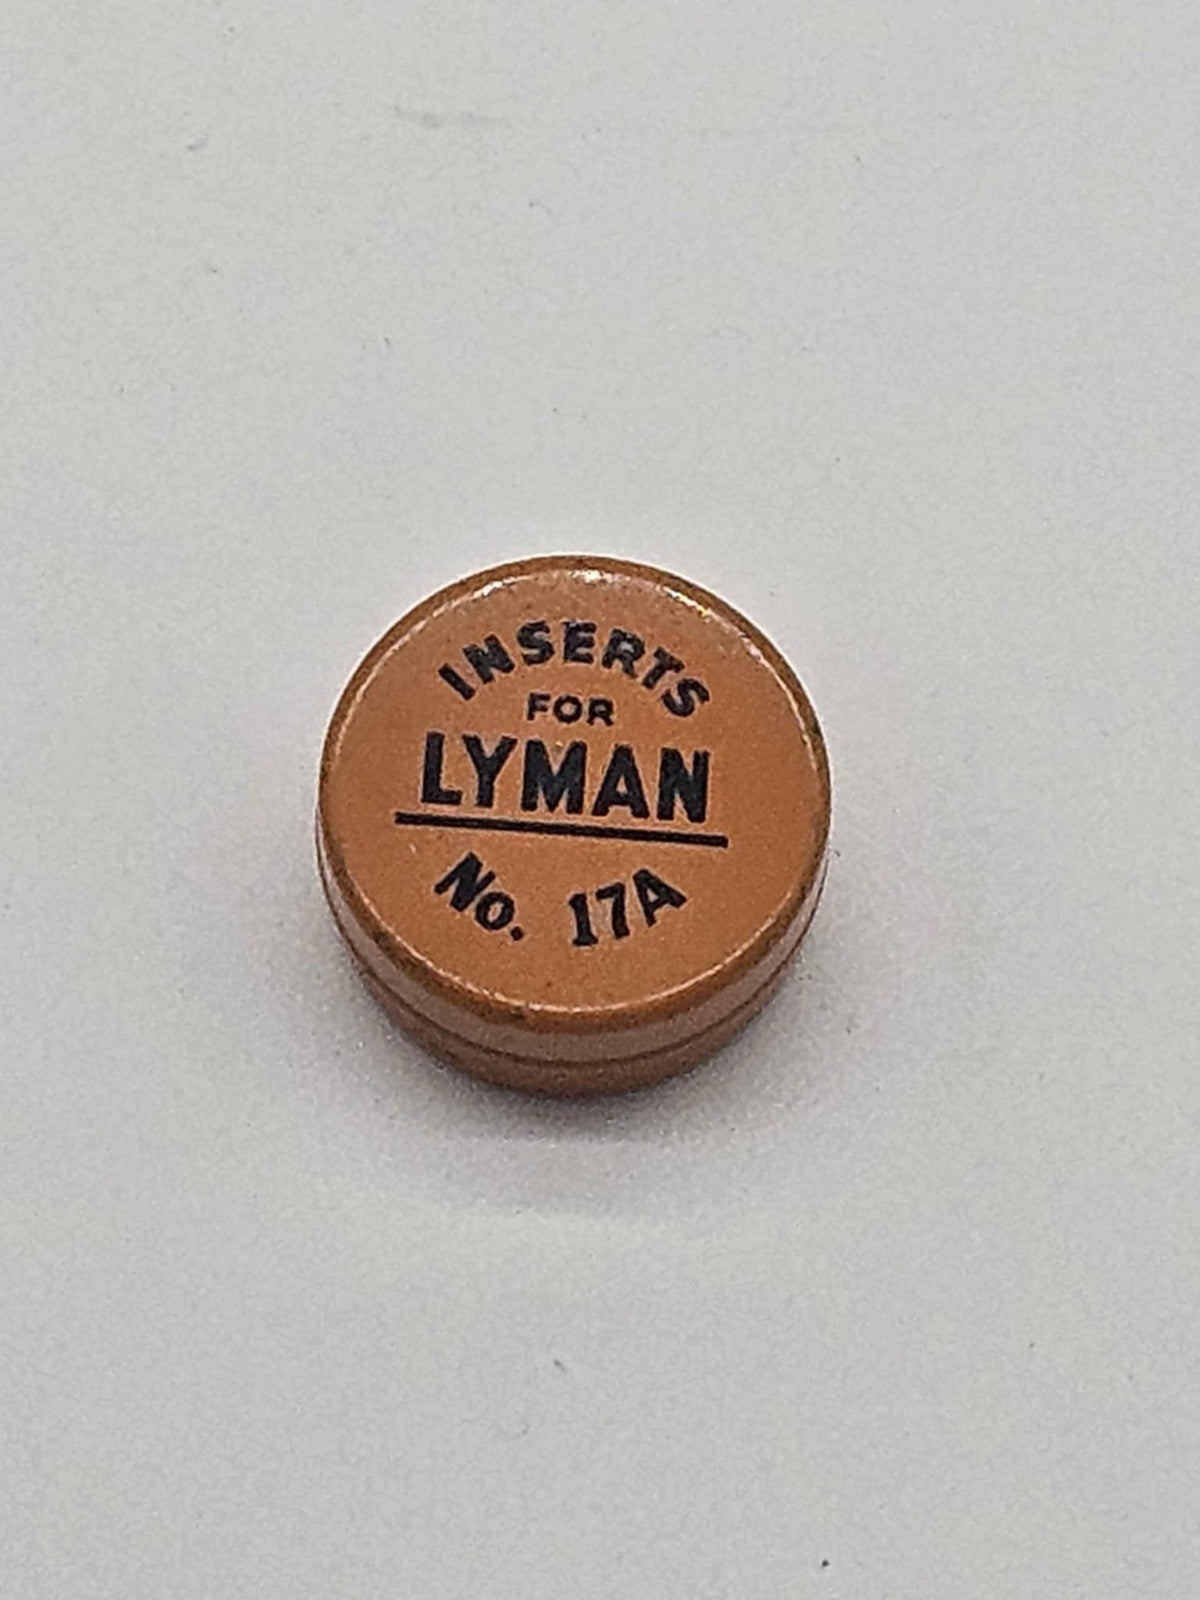 INSERTS
FOR
LYMAN
No. 17A